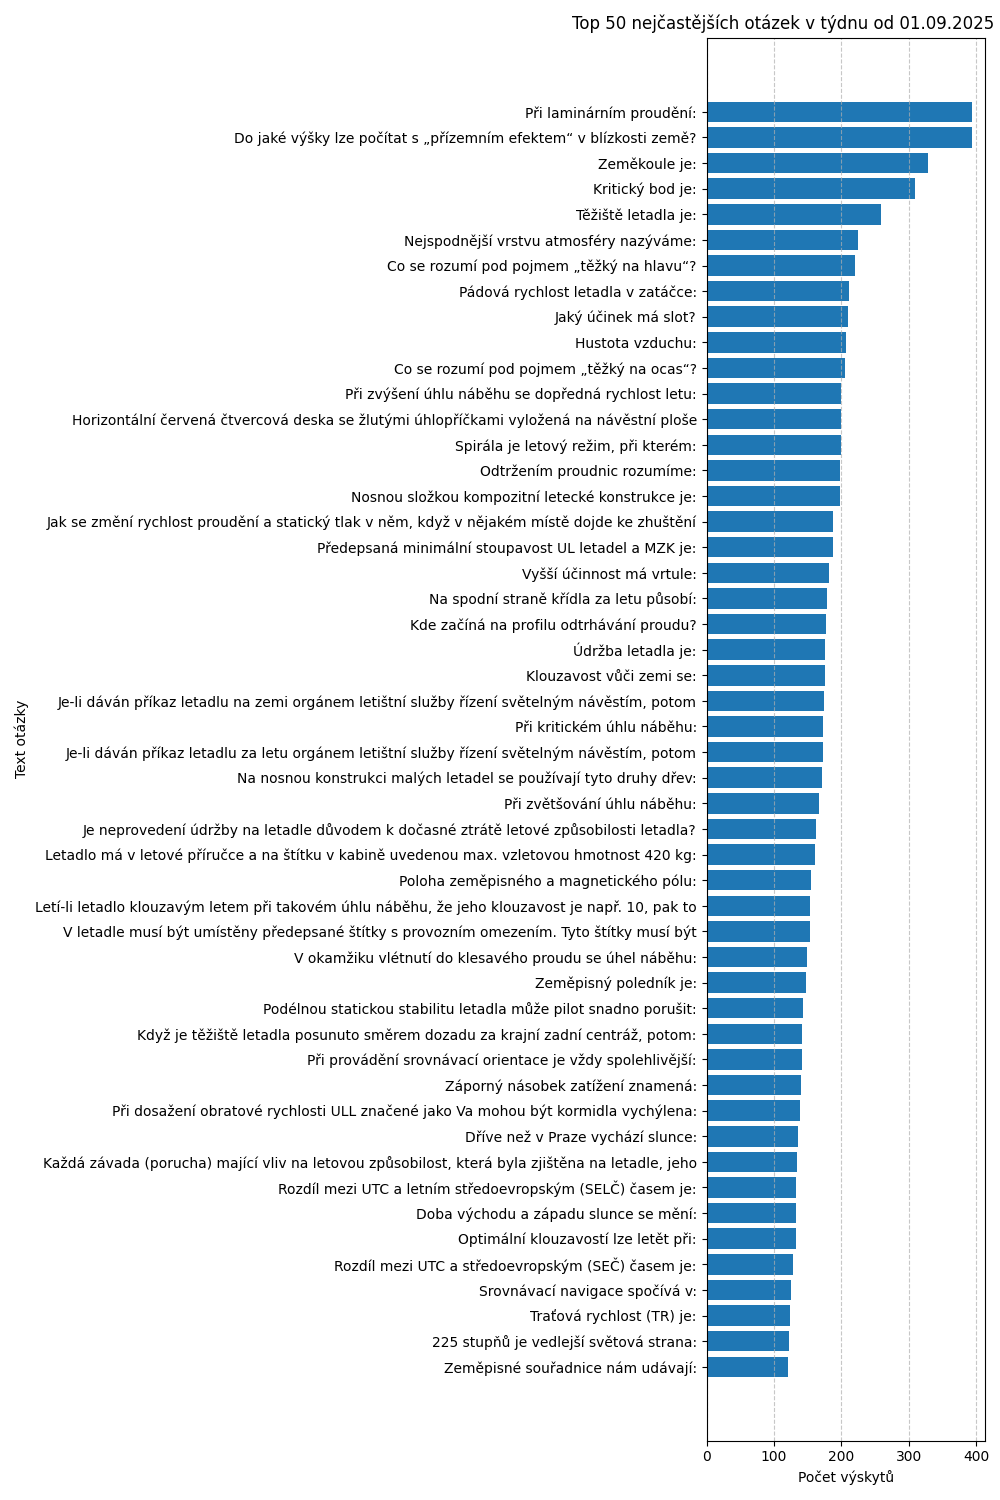 Top 50 nejčastějších otázek v týdnu od 01.09.2025
Při laminárním proudění:
Do jaké výšky lze počítat s „přízemním efektem“ v blízkosti země?
Zeměkoule je:
Kritický bod je:
Těžiště letadla je:
Nejspodnější vrstvu atmosféry nazýváme:
Co se rozumí pod pojmem „těžký na hlavu“?
Pádová rychlost letadla v zatáčce:
Jaký účinek má slot?
Hustota vzduchu:
Co se rozumí pod pojmem „těžký na ocas“?
Při zvýšení úhlu náběhu se dopředná rychlost letu:
Horizontální červená čtvercová deska se žlutými úhlopříčkami vyložená na návěstní ploše
Spirála je letový režim, při kterém:
Odtržením proudnic rozumíme:
Nosnou složkou kompozitní letecké konstrukce je:
Jak se změní rychlost proudění a statický tlak v něm, když v nějakém místě dojde ke zhuštění
Předepsaná minimální stoupavost UL letadel a MZK je:
Vyšší účinnost má vrtule:
Na spodní straně křídla za letu působí:
Kde začíná na profilu odtrhávání proudu?
Údržba letadla je:
Klouzavost vůči zemi se:
Je-li dáván příkaz letadlu na zemi orgánem letištní služby řízení světelným návěstím, potom
Při kritickém úhlu náběhu:
Je-li dáván příkaz letadlu za letu orgánem letištní služby řízení světelným návěstím, potom
Na nosnou konstrukci malých letadel se používají tyto druhy dřev:
Při zvětšování úhlu náběhu:
Je neprovedení údržby na letadle důvodem k dočasné ztrátě letové způsobilosti letadla?
Letadlo má v letové příručce a na štítku v kabině uvedenou max. vzletovou hmotnost 420 kg:
Poloha zeměpisného a magnetického pólu:
Letí-li letadlo klouzavým letem při takovém úhlu náběhu, že jeho klouzavost je např. 10, pak to
V letadle musí být umístěny předepsané štítky s provozním omezením. Tyto štítky musí být
V okamžiku vlétnutí do klesavého proudu se úhel náběhu:
Zeměpisný poledník je:
Podélnou statickou stabilitu letadla může pilot snadno porušit:
Když je těžiště letadla posunuto směrem dozadu za krajní zadní centráž, potom:
Při provádění srovnávací orientace je vždy spolehlivější:
Záporný násobek zatížení znamená:
Při dosažení obratové rychlosti ULL značené jako Va mohou být kormidla vychýlena:
Dříve než v Praze vychází slunce:
Každá závada (porucha) mající vliv na letovou způsobilost, která byla zjištěna na letadle, jeho
Rozdíl mezi UTC a letním středoevropským (SELČ) časem je:
Doba východu a západu slunce se mění:
Optimální klouzavostí lze letět při:
Rozdíl mezi UTC a středoevropským (SEČ) časem je:
Srovnávací navigace spočívá v:
Traťová rychlost (TR) je:
225 stupňů je vedlejší světová strana:
Zeměpisné souřadnice nám udávají:
Text otázky
0 100 200 300 400
Počet výskytů